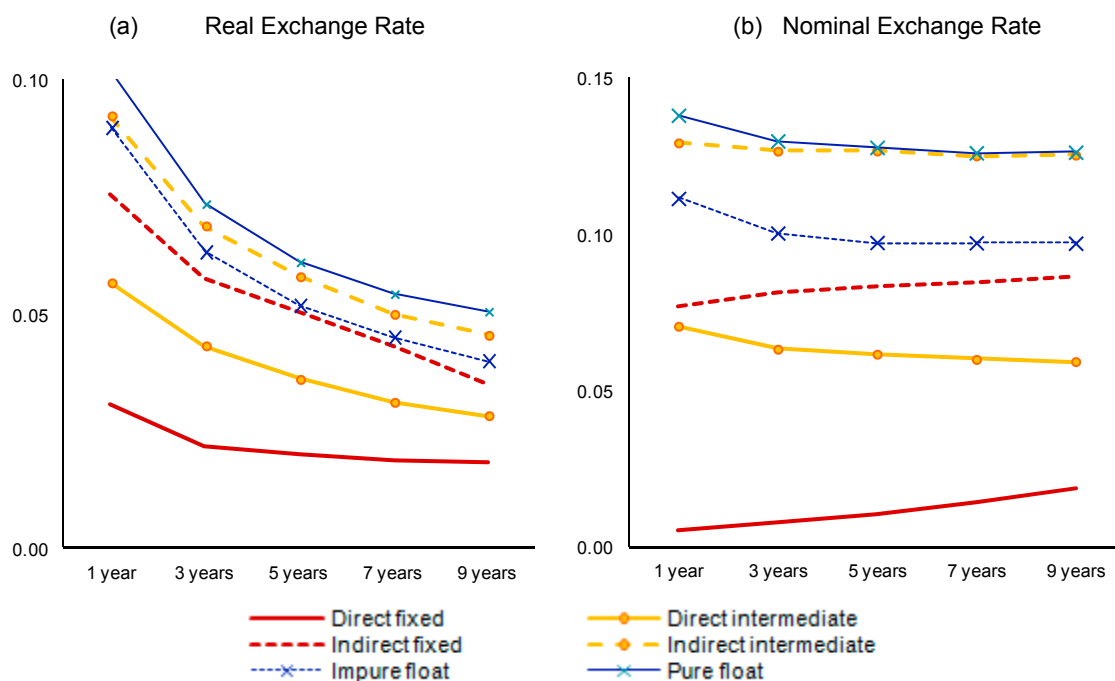 (a) Real Exchange Rate
0.10
0.05
0.00
1 year 3 years 5 years 7 years 9 years
(b) Nominal Exchange Rate
0.15
0.10
0.05
0.00
1 year 3 years 5 years 7 years 9 years
Direct fixed
Indirect fixed
Impure float
Direct intermediate
Indirect intermediate
Pure float